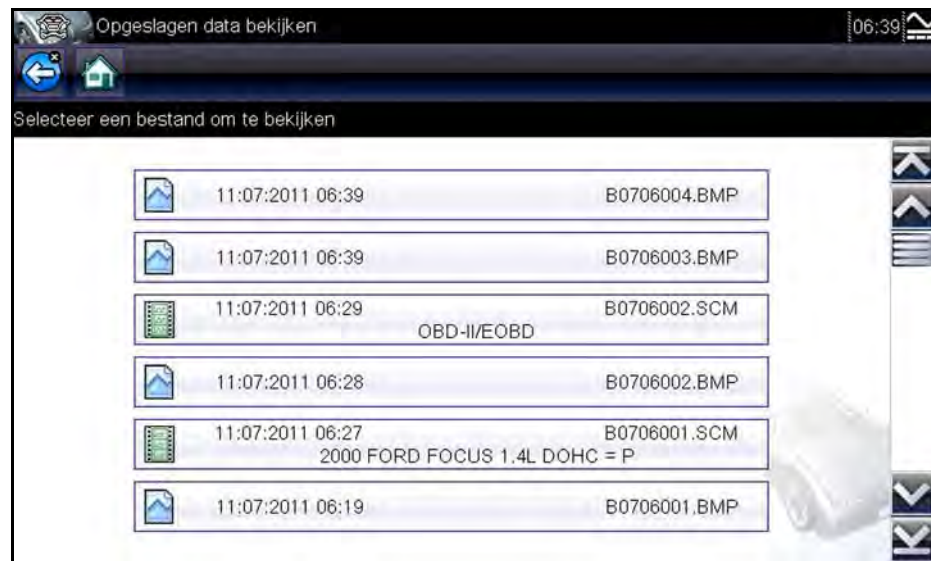 Opgeslagen data bekijken 06:39
Selecteer een bestand om te bekijken
11:07:2011 06:39 B0706004.BMP
11:07:2011 06:39 B0706003.BMP
11:07:2011 06:29 B0706002.SCM
OBD-II/EOBD
11:07:2011 06:28 B0706002.BMP
11:07:2011 06:27 B0706001.SCM
2000 FORD FOCUS 1.4L DOHC = P
11:07:2011 06:19 B0706001.BMP